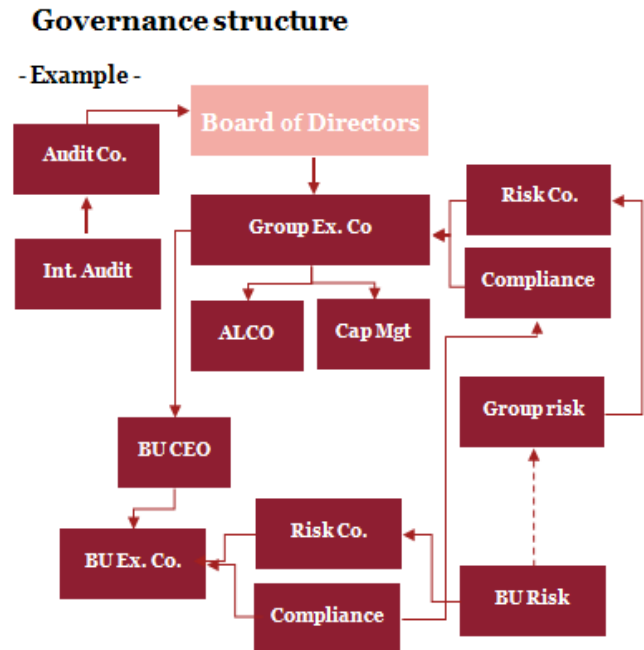 Governance structure
- Example -
Board of Directors
Audit Co.
Risk Co.
Group Ex. Co
Int. Audit
Compliance
ALCO
Cap Mgt
Group risk
BU CEO
Risk Co.
BU Ex. Co.
BU Risk
Compliance